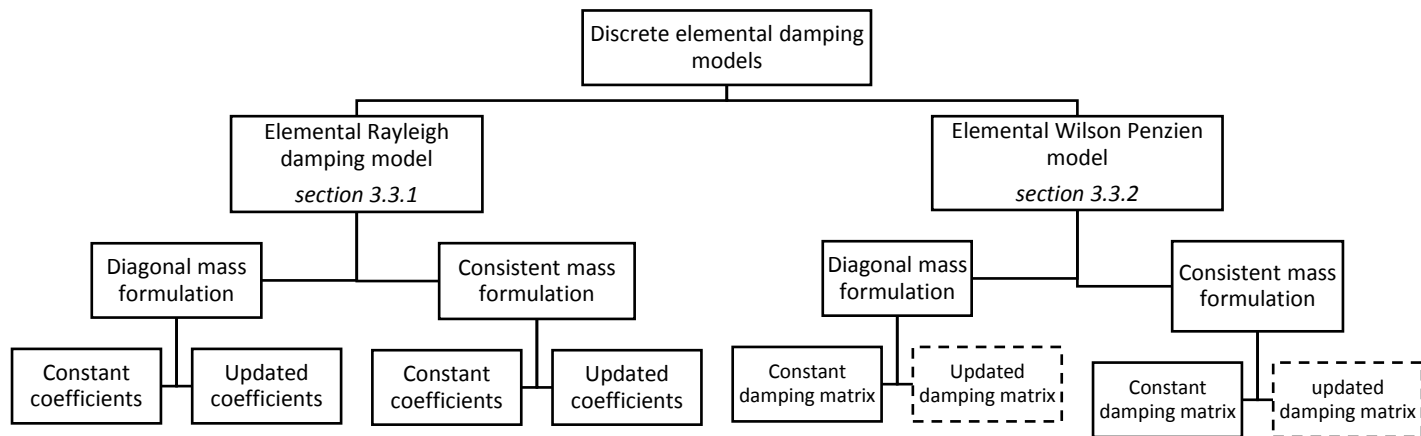 Discrete elemental damping
models
Elemental Rayleigh
damping model
section 3.3.1
Elemental Wilson Penzien
model
section 3.3.2
Diagonal mass
formulation
Consistent mass
formulation
Diagonal mass
formulation
Consistent mass
formulation
Constant
coefficients
Updated
coefficients
Constant
coefficients
Updated
coefficients
Constant
damping matrix
Updated
damping matrix
Constant
damping matrix
updated
damping matrix